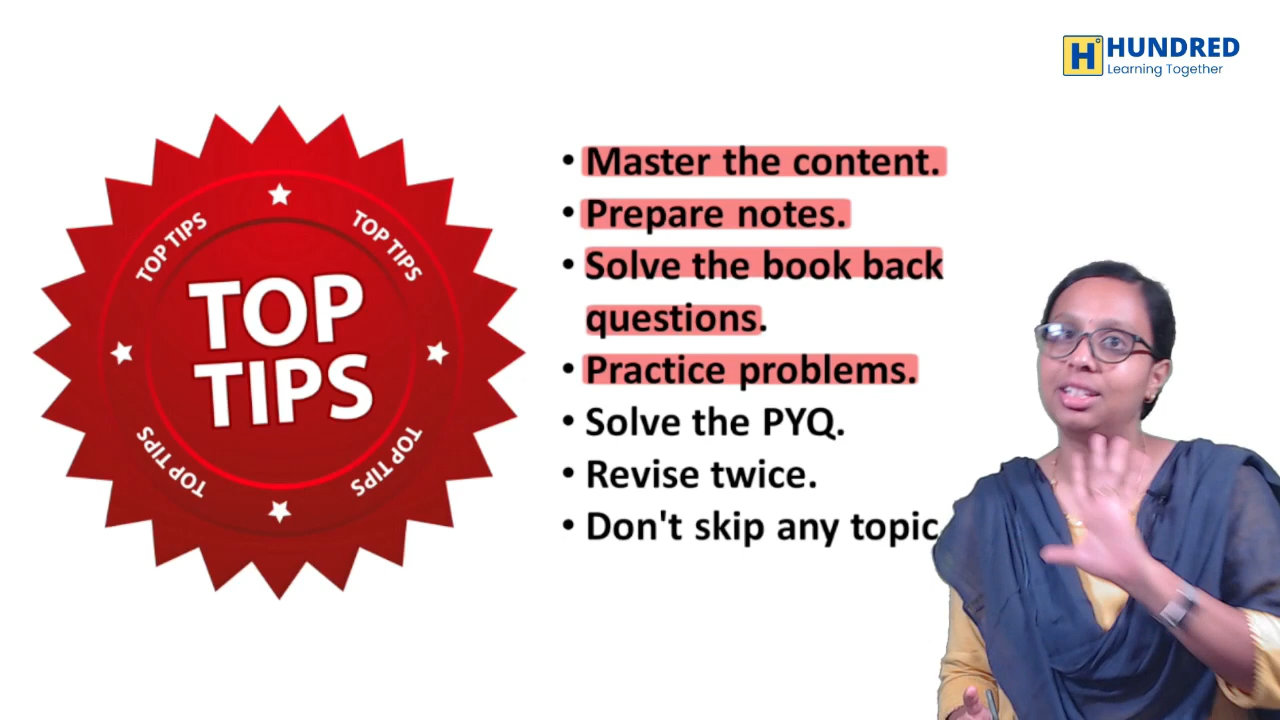 H HUNDRED
Learning Together
TOP TIPS
TOP TIPS
TOP
TIPS
TOP TIPS
TOP TIPS
• Master the content.
• Prepare notes.
• Solve the book back
questions.
• Practice problems.
• Solve the PYQ.
• Revise twice.
• Don't skip any topic